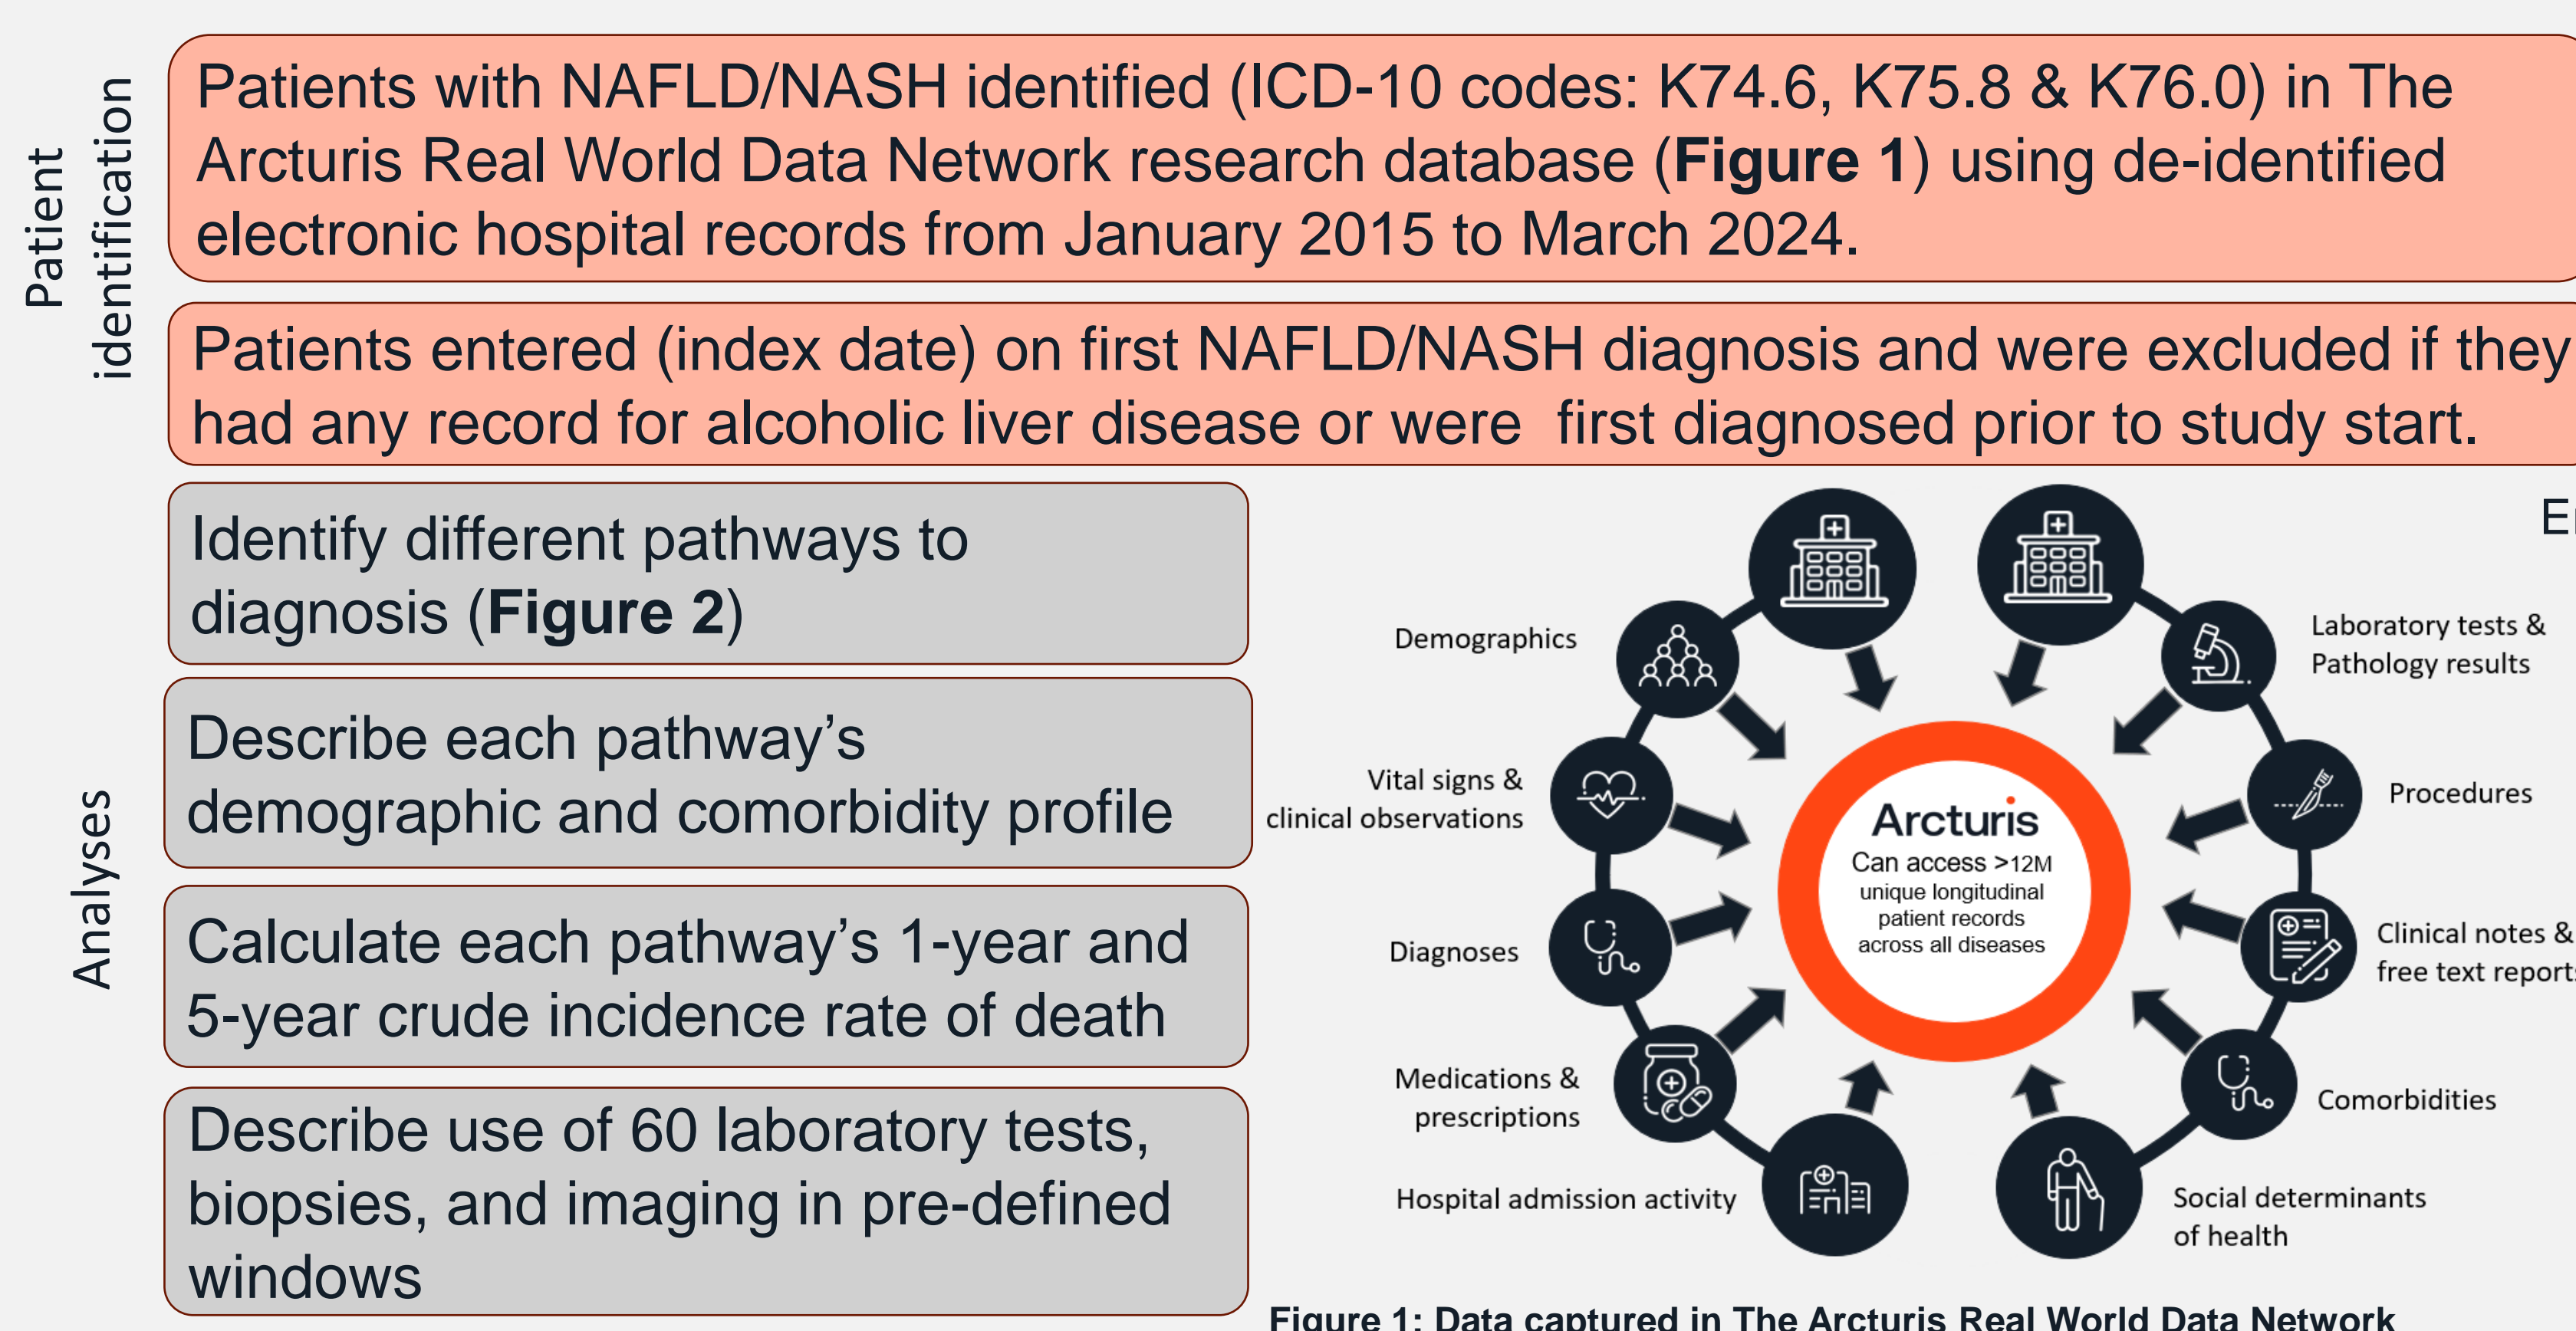 Patient
identification
Patients with NAFLD/NASH identified (ICD-10 codes: K74.6, K75.8 & K76.0) in The
Arcturis Real World Data Network research database (Figure 1) using de-identified
electronic hospital records from January 2015 to March 2024.
Patients entered (index date) on first NAFLD/NASH diagnosis and were excluded if they
had any record for alcoholic liver disease or were first diagnosed prior to study start.
Analyses
Identify different pathways to
diagnosis (Figure 2)
Describe each pathway’s
demographic and comorbidity profile
Calculate each pathway’s 1-year and
5-year crude incidence rate of death
Describe use of 60 laboratory tests,
biopsies, and imaging in pre-defined
windows
Demographics
Vital signs &
clinical observations
Diagnoses
Medications &
prescriptions
Hospital admission activity
Arcturis
Can access >12M
unique longitudinal
patient records
across all diseases
Laboratory tests &
Pathology results
Procedures
Clinical notes &
free text reports
Comorbidities
Social determinants
of health
Figure 1: Data captured in The Arcturis Real World Data Network